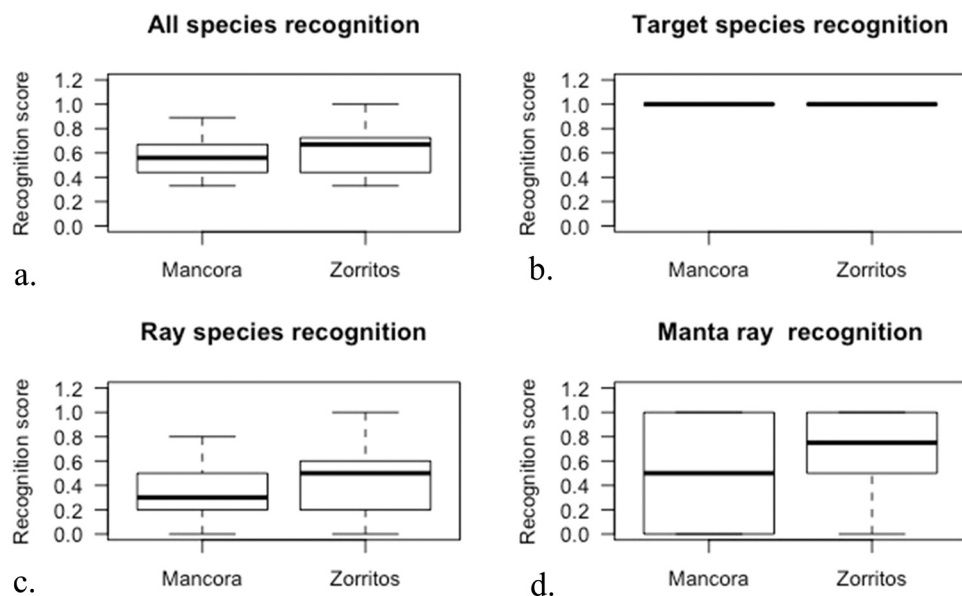 All species recognition
Recognition score
1.2
1.0
0.8
0.6
0.4
0.2
0.0
Mancora Zorritos
a.
Target species recognition
Recognition score
1.2
1.0
0.8
0.6
0.4
0.2
0.0
Mancora Zorritos
b.
Ray species recognition
Recognition score
1.2
1.0
0.8
0.6
0.4
0.2
0.0
Mancora Zorritos
c.
Manta ray recognition
Recognition score
1.2
1.0
0.8
0.6
0.4
0.2
0.0
Mancora Zorritos
d.